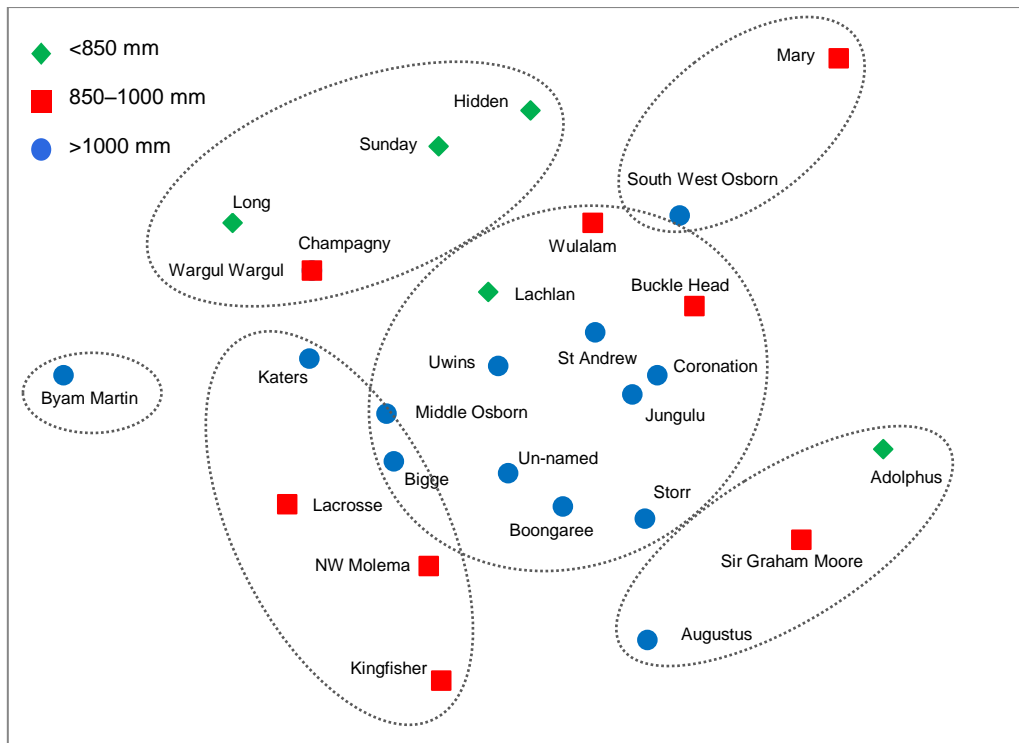 <850 mm
850–1000 mm
>1000 mm
Mary
Hidden
Sunday
South West Osborn
Long
Champagny
Wulalam
Wargul Wargul
Buckle Head
Lachlan
St Andrew
Uwins
Coronation
Katers
Byam Martin
Middle Osborn
Jungulu
Un-named
Bigge
Adolphus
Storr
Lacrosse
Boongaree
Sir Graham Moore
NW Molema
Augustus
Kingfisher